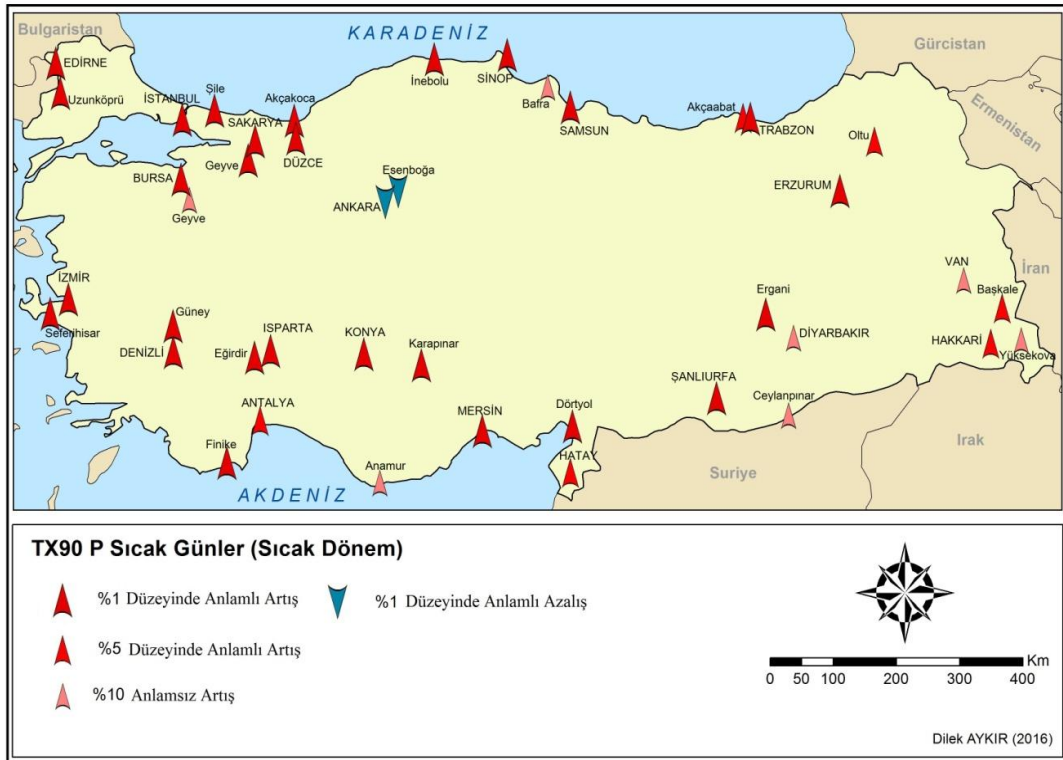 Bulgaristan
KARADENİZ
Gürcistan
EDİRNE
Uzunköprü
İSTANBUL
Şile
Akçakoca
İnebolu
SİNOP
Bafra
SAMSUN
Akçaabat
TRABZON
Oltu
Ermenistan
SAKARYA
Geyve
DÜZCE
BURSA
Geyve
Esenboğa
ANKARA
ERZURUM
İran
VAN
Başkale
İZMİR
Seferihisar
Güney
DENİZLİ
Eğirdir
ISPARTA
KONYA
Karapınar
Ergani
DİYARBAKIR
HAKKARİ
Yüksekova
ŞANLIURFA
Ceylanpınar
ANTALYA
Finike
MERSİN
Dörtyol
HATAY
Anamur
AKDENİZ
Suriye
Irak
TX90 P Sıcak Günler (Sıcak Dönem)
%1 Düzeyinde Anlamlı Artış
%1 Düzeyinde Anlamlı Azalış
%5 Düzeyinde Anlamlı Artış
%10 Anlamsız Artış
Km
0 50 100 200 300 400
Dilek AYKIR (2016)